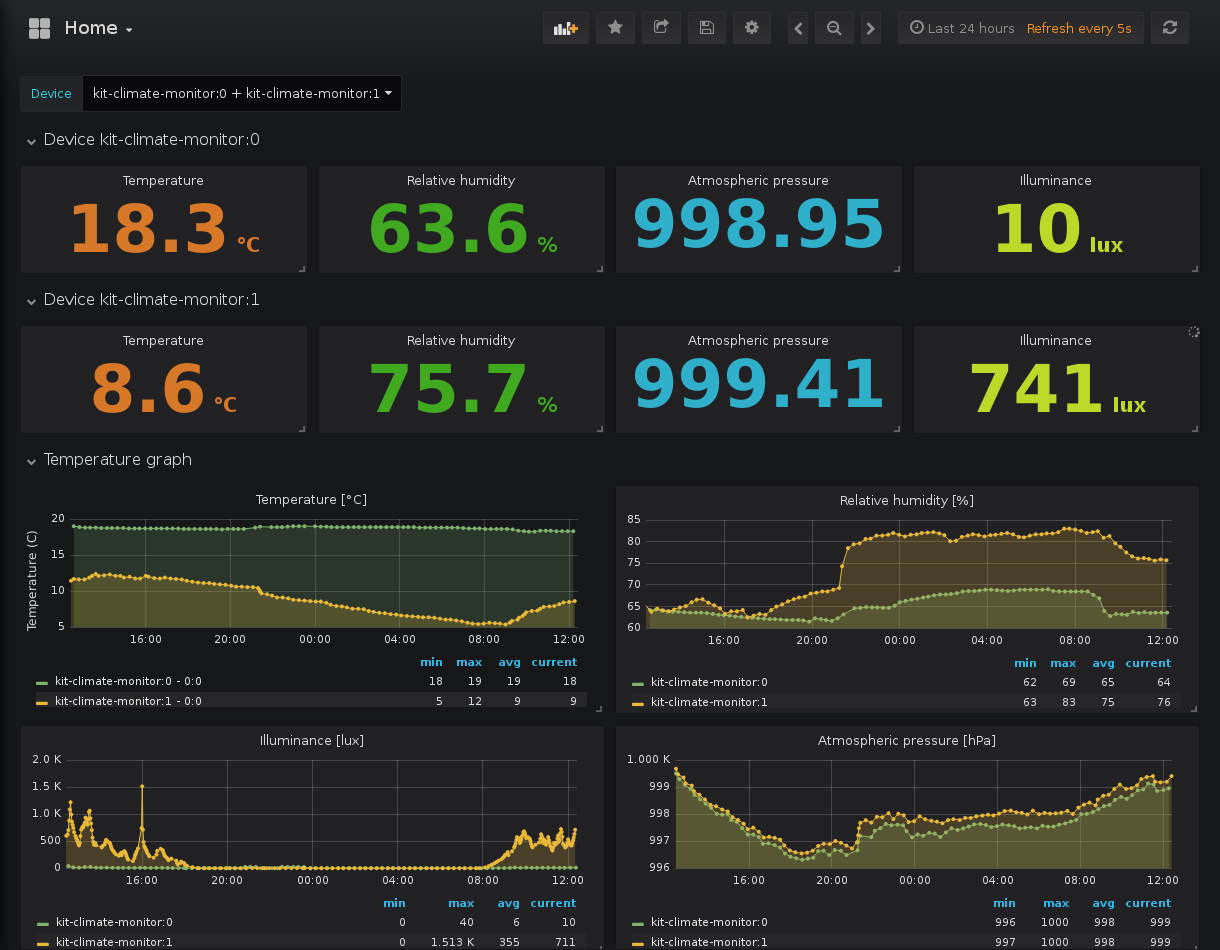 Home
Last 24 hours Refresh every 5s
Device kit-climate-monitor:0 + kit-climate-monitor:1
Device kit-climate-monitor:0
Temperature Relative humidity Atmospheric pressure Illuminance
18.3 °C 63.6 % 998.95 10 lux
Device kit-climate-monitor:1
Temperature Relative humidity Atmospheric pressure Illuminance
8.6 °C 75.7 % 999.41 741 lux
Temperature graph
Temperature [°C]
Temperature (C)
20
15
10
5
16:00 20:00 00:00 04:00 08:00 12:00
min max avg current
kit-climate-monitor:0 - 0:0 18 19 19 18
kit-climate-monitor:1 - 0:0 5 12 9 9
Relative humidity [%]
85
80
75
70
65
60
16:00 20:00 00:00 04:00 08:00 12:00
min max avg current
kit-climate-monitor:0 62 69 65 64
kit-climate-monitor:1 63 83 75 76
Illuminance [lux]
2.0 K
1.5 K
1.0 K
500
0
16:00 20:00 00:00 04:00 08:00 12:00
min max avg current
kit-climate-monitor:0 0 40 6 10
kit-climate-monitor:1 0 1.513 K 355 711
Atmospheric pressure [hPa]
1.000 K
999
998
997
996
16:00 20:00 00:00 04:00 08:00 12:00
min max avg current
kit-climate-monitor:0 996 1000 998 999
kit-climate-monitor:1 997 1000 998 999